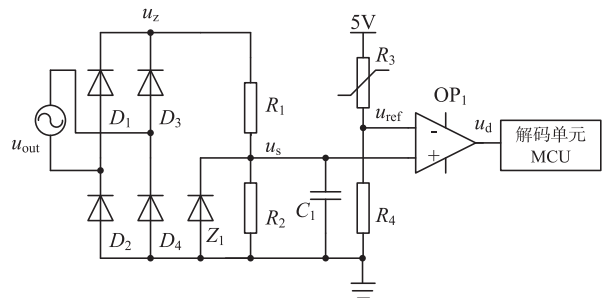 u_z
5V
R_3
OP_1
D_1
D_3
R_1
u_ref
u_d
解码单元
MCU
u_out
u_s
-
+
D_2
D_4
Z_1
R_2
C_1
R_4